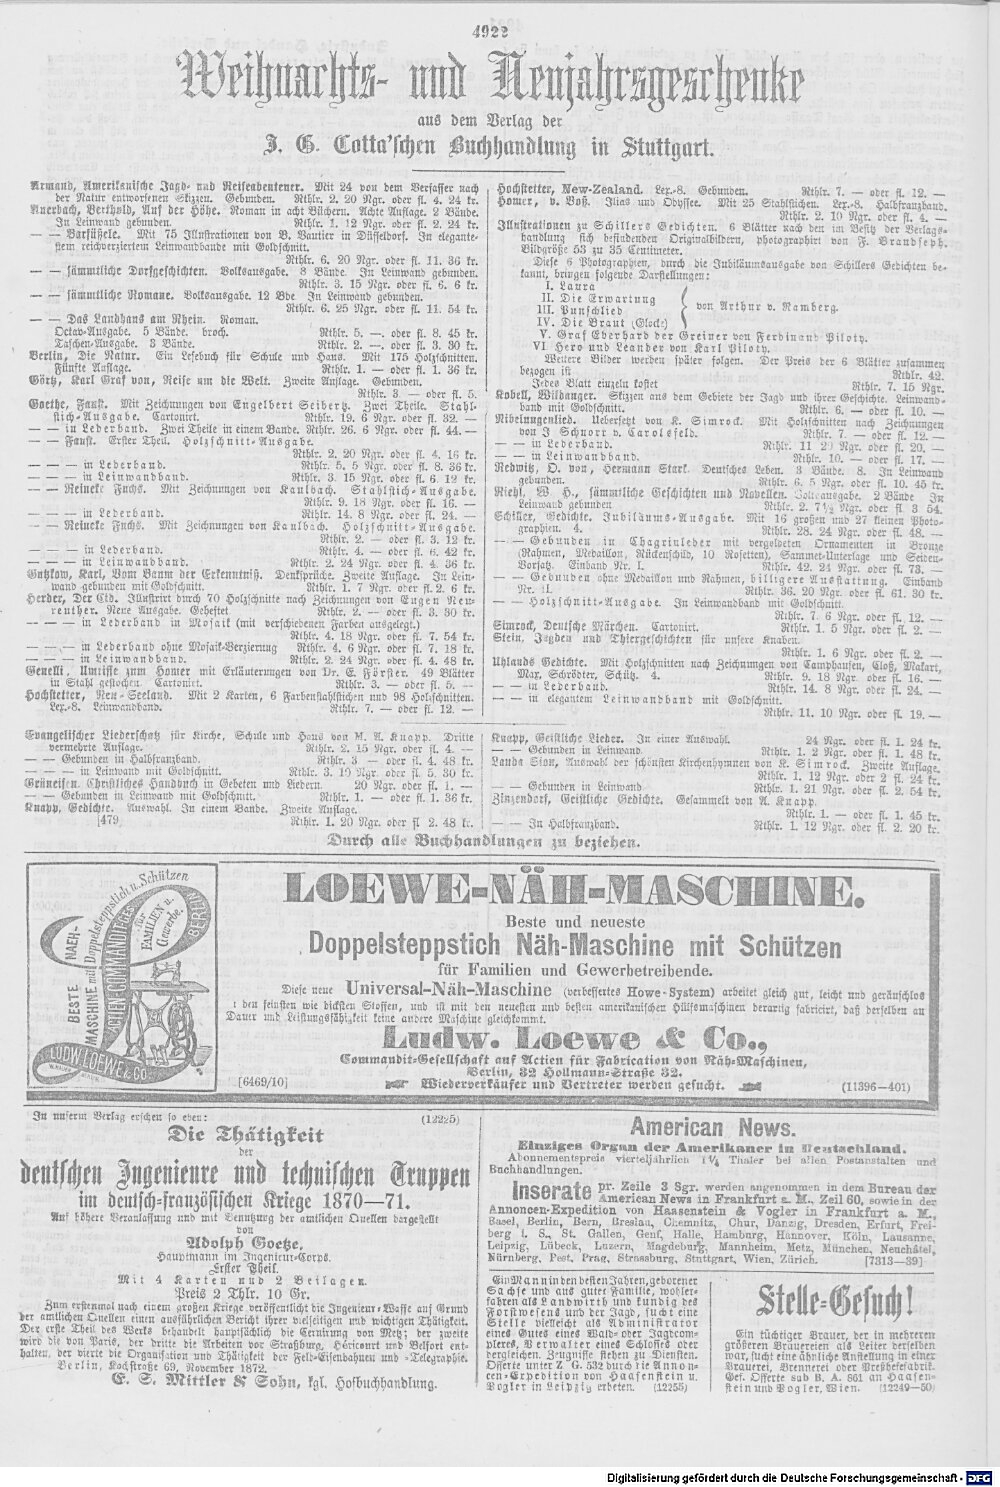 4922
Weihnachts- und Neujahrsgeschenke
aus dem Verlag der
J. G. Cotta'schen Buchhandlung in Stuttgart.
Armand, Amerikanische Jagd- und Reiseabenteuer. Mit 24 von dem Verfasser nach
der Natur entworfenen Skizzen. Gebunden. Rthlr. 2. 20 Ngr. oder fl. 4. 24 kr.
Auerbach, Berthold, Auf der Höhe. Roman in acht Büchern. Achte Auflage. 2 Bände.
In Leinwand gebunden. Rthlr. 1. 12 Ngr. oder fl. 2. 24 kr.
— — Barfüßele. Mit 75 Illustrationen von B. Vautier in Düsseldorf. In elegante-
stem reichverziertem Leinwandbande mit Goldschnitt.
Rthlr. 6. 20 Ngr. oder fl. 11. 36 kr.
— — sämmtliche Dorfgeschichten. Volksausgabe. 8 Bände. In Leinwand gebunden.
Rthlr. 3. 15 Ngr. oder fl. 6. 6 kr.
— — sämmtliche Romane. Volksausgabe. 12 Bde. In Leinwand gebunden.
Rthlr. 6. 25 Ngr. oder fl. 11. 54 kr.
— — Das Landhaus am Rhein. Roman.
Octav-Ausgabe. 5 Bände. broch. Rthlr. 5. —. oder fl. 8. 45 kr.
Taschen-Ausgabe. 3 Bände. Rthlr. 2. —. oder fl. 3. 30 kr.
Berlin, Die Natur. Ein Lesebuch für Schule und Haus. Mit 175 Holzschnitten.
Fünfte Auflage. Rthlr. 1. — oder fl. 1. 36 kr.
Görtz, Karl Graf von, Reise um die Welt. Zweite Auflage. Gebunden.
Rthlr. 3. — oder fl. 5.
Goethe, Faust. Mit Zeichnungen von Engelbert Seibertz. Zwei Theile. Stahl-
stich-Ausgabe. Cartonirt. Rthlr. 19. 6 Ngr. oder fl. 32. —
— — in Lederband. Zwei Theile in einem Bande. Rthlr. 26. 6 Ngr. oder fl. 44. —
— — Faust. Erster Theil. Holzschnitt-Ausgabe.
Rthlr. 2. 20 Ngr. oder fl. 4. 16 kr.
— — — in Lederband. Rthlr. 5. 5 Ngr. oder fl. 8. 36 kr.
— — — in Leinwandband. Rthlr. 3. 15 Ngr. oder fl. 6. 12 kr.
— — Reineke Fuchs. Mit Zeichnungen von Kaulbach. Stahlstich-Ausgabe.
Rthlr. 9. 18 Ngr. oder fl. 16. —
— — — in Lederband. Rthlr. 14. 8 Ngr. oder fl. 24. —
— — Reineke Fuchs. Mit Zeichnungen von Kaulbach. Holzschnitt-Ausgabe.
Rthlr. 2. — oder fl. 3. 12 kr.
— — — in Lederband. Rthlr. 4. — oder fl. 6. 42 kr.
— — — in Leinwandband. Rthlr. 2. 24 Ngr. oder fl. 4. 36 kr.
Gutzkow, Karl, Vom Baum der Erkenntniß. Denksprüche. Zweite Auflage. In Lein-
wand gebunden mit Goldschnitt. Rthlr. 1. 7 Ngr. oder fl. 2. 6 kr.
Herder, Der Cid. Illustrirt durch 70 Holzschnitte nach Zeichnungen von Eugen Neu-
reuther. Neue Ausgabe. Geheftet. Rthlr. 2. — oder fl. 3. 30 kr.
— — — in Lederband in Mosaik (mit verschiedenen Farben ausgelegt.)
Rthlr. 4. 18 Ngr. oder fl. 7. 54 kr.
— — — in Lederband ohne Mosaik-Verzierung Rthlr. 4. 6 Ngr. oder fl. 7. 18 kr.
— — — in Leinwandband. Rthlr. 2. 24 Ngr. oder fl. 4. 48 kr.
Genelli, Umrisse zum Homer mit Erläuterungen von Dr. E. Förster. 49 Blätter
in Stahl gestochen. Cartonirt. Rthlr. 3. — oder fl. 5. —
Hochstetter, Neu-Seeland. Mit 2 Karten, 6 Farbenstahlstichen und 98 Holzschnitten.
Lex.-8. Leinwandband. Rthlr. 7. — oder fl. 12. —
Hochstetter, New-Zealand. Lex.-8. Gebunden. Rthlr. 7. — oder fl. 12. —
Homer, v. Voß. Ilias und Odyssee. Mit 25 Stahlstichen. Lex.-8. Halbfranzband.
Rthlr. 2. 10 Ngr. oder fl. 4. —
Illustrationen zu Schillers Gedichten. 6 Blätter nach den im Besitz der Verlags-
handlung sich befindenden Originalbildern, photographirt von F. Brandseph.
Bildgröße 53 zu 35 Centimeter.
Diese 6 Photographien, durch die Jubiläumsausgabe von Schillers Gedichten be-
kannt, bringen folgende Darstellungen:
I. Laura
II. Die Erwartung
III. Punschlied
IV. Die Braut (Glocke)
von Arthur v. Ramberg.
V. Graf Eberhard der Greiner von Ferdinand Piloty.
VI Hero und Leander von Karl Piloty.
Weitere Bilder werden später folgen. Der Preis der 6 Blätter zusammen
bezogen ist Rthlr. 42.
Jedes Blatt einzeln kostet Rthlr. 7. 15 Ngr.
Kobell, Wildanger. Skizzen aus dem Gebiete der Jagd und ihrer Geschichte. Leinwand-
band mit Goldschnitt. Rthlr. 6. — oder fl. 10. —
Nibelungenlied. Uebersetzt von K. Simrock. Mit Holzschnitten nach Zeichnungen
von J Schnorr v. Carolsfeld. Rthlr. 7. — oder fl. 12. —
— — in Lederband. Rthlr. 11 20 Ngr. oder fl. 20. —
— — in Leinwandband. Rthlr. 10. — oder fl. 17. —
Redwitz, O. von, Hermann Stark. Deutsches Leben. 3 Bände. 8. In Leinwand
gebunden. Rthlr. 6. 5 Ngr. oder fl. 10. 45 kr.
Riehl, W H., sämmtliche Geschichten und Novellen. Volksausgabe. 2 Bände In
Leinwand gebunden Rthlr. 2. 7½ Ngr. oder fl. 3 54.
Schiller, Gedichte. Jubiläums-Ausgabe. Mit 16 großen und 27 kleinen Photo-
graphien. 4. Rthlr. 28. 24 Ngr. oder fl. 48. —
— — Gebunden in Chagrinleder mit vergoldeten Ornamenten in Bronze
(Rahmen, Medaillon, Rückenschild, 10 Rosetten), Sammet-Unterlage und Seiden-
Vorsatz. Einband Nr. I. Rthlr. 42. 24 Ngr. oder fl. 73. —
— — Gebunden ohne Medaillon und Rahmen, billigere Ausstattung. Einband
Nr. II. Rthlr. 36. 20 Ngr. oder fl. 61. 30 kr.
— — Holzschnitt-Ausgabe. In Leinwandband mit Goldschnitt.
Rthlr. 7. 6 Ngr. oder fl. 12. —
Simrock, Deutsche Märchen. Cartonirt. Rthlr. 1. 5 Ngr. oder fl. 2. —
Stein, Jagden und Thiergeschichten für unsere Knaben.
Rthlr. 1. 6 Ngr. oder fl. 2. —
Uhlands Gedichte. Mit Holzschnitten nach Zeichnungen von Camphausen, Cloß, Makart,
Max, Schrödter, Schütz. 4. Rthlr. 9. 18 Ngr. oder fl. 16. —
— — in Lederband. Rthlr. 14. 8 Ngr. oder fl. 24. —
— — in elegantem Leinwandband mit Goldschnitt.
Rthlr. 11. 10 Ngr. oder fl. 19. —
Evangelischer Liederschatz für Kirche, Schule und Haus von M. A. Knapp. Dritte
vermehrte Auflage. Rthlr. 2. 15 Ngr. oder fl. 4. —
— — Gebunden in Halbfranzband. Rthlr. 3 — oder fl. 4. 48 kr.
— — — in Leinwand mit Goldschnitt. Rthlr. 3. 10 Ngr. oder fl. 5. 30 kr.
Grüneisen, Christliches Handbuch in Gebeten und Liedern. 20 Ngr. oder fl. 1. —
— — Gebunden in Leinwand mit Goldschnitt. Rthlr. 1. — oder fl. 1. 36 kr.
Knapp, Gedichte. Auswahl. In einem Bande. Zweite Auflage.
[479 Rthlr. 1. 20 Ngr. oder fl. 2. 48 kr.
Knapp, Geistliche Lieder. In einer Auswahl. 24 Ngr. oder fl. 1. 24 kr.
— — Gebunden in Leinwand. Rthlr. 1. 2 Ngr. oder fl. 1. 48 kr.
Lauda Sion, Auswahl der schönsten Kirchenhymnen von K. Simrock. Zweite Auflage.
Rthlr. 1. 12 Ngr. oder 2 fl. 24 kr.
— — Gebunden in Leinwand Rthlr. 1. 21 Ngr. oder fl. 2. 54 kr.
Zinzendorf, Geistliche Gedichte. Gesammelt von A. Knapp.
Rthlr. 1. — oder fl. 1. 45 kr.
— — In Halbfranzband. Rthlr. 1. 12 Ngr. oder fl. 2. 20 kr.
Durch alle Buchhandlungen zu beziehen.
BESTE NAEH-
MASCHINE mit Doppelsteppstich u. Schützen
für FAMILIEN u. Gewerbe.
ACTIEN COMMANDIT GES. BERLIN
LUDW. LOEWE & CO.
LOEWE-NÄH-MASCHINE.
Beste und neueste
Doppelsteppstich Näh-Maschine mit Schützen
für Familien und Gewerbetreibende.
Diese neue Universal-Näh-Maschine (verbessertes Howe-System) arbeitet gleich gut, leicht und geräuschlos
in den feinsten wie dicksten Stoffen, und ist mit den neuesten und besten amerikanischen Hülfsmaschinen derartig fabricirt, daß derselben an
Dauer und Leistungsfähigkeit keine andere Maschine gleichkommt.
Ludw. Loewe & Co.,
Commandit-Gesellschaft auf Actien für Fabrication von Näh-Maschinen,
Berlin, 32 Hollmann-Straße 32.
[6469/10] Wiederverkäufer und Vertreter werden gesucht. (11396—401)
In unserm Verlag erschien so eben: (12225)
Die Thätigkeit
der
deutschen Ingenieure und technischen Truppen
im deutsch-französischen Kriege 1870—71.
Auf höhere Veranlassung und mit Benutzung der amtlichen Quellen dargestellt
von
Adolph Goetze,
Hauptmann im Ingenieur-Corps.
Erster Theil.
Mit 4 Karten und 2 Beilagen.
Preis 2 Thlr. 10 Gr.
Zum erstenmal nach einem großen Kriege veröffentlicht die Ingenieur-Waffe auf Grund
der amtlichen Quellen einen ausführlichen Bericht ihrer vielseitigen und wichtigen Thätigkeit.
Der erste Theil des Werks behandelt hauptsächlich die Cernirung von Metz; der zweite
wird die von Paris, der dritte die Arbeiten vor Straßburg, Héricourt und Belfort ent-
halten, der vierte die Organisation und Thätigkeit der Feld-Eisenbahnen und -Telegraphie.
Berlin, Kochstraße 69, November 1872.
E. S. Mittler & Sohn, kgl. Hofbuchhandlung.
American News.
Einziges Organ der Amerikaner in Deutschland.
Abonnementspreis vierteljährlich 1¼ Thaler bei allen Postanstalten und
Buchhandlungen.
Inserate pr. Zeile 3 Sgr. werden angenommen in dem Bureau der
American News in Frankfurt a. M., Zeil 60, sowie in der
Annoncen-Expedition von Haasenstein & Vogler in Frankfurt a. M.,
Basel, Berlin, Bern, Breslau, Chemnitz, Chur, Danzig, Dresden, Erfurt, Frei-
berg i. S., St. Gallen, Genf, Halle, Hamburg, Hannover, Köln, Lausanne,
Leipzig, Lübeck, Luzern, Magdeburg, Mannheim, Metz, München, Neuchâtel,
Nürnberg, Pest, Prag, Strassburg, Stuttgart, Wien, Zürich. [7313—39]
Ein Mann in den besten Jahren, geborener
Sachse und aus guter Familie, wohler-
fahren als Landwirth und kundig des
Forstwesens und der Jagd, sucht eine
Stelle vielleicht als Administrator
eines Gutes eines Wald- oder Jagdcom-
plexes, Verwalter eines Schlosses oder
dergleichen. Zeugnisse stehen zu Diensten.
Offerte unter Z. G. 532 durch die Annon-
cen-Expedition von Haasenstein u.
Vogler in Leipzig erbeten. (12255)
Stelle-Gesuch!
Ein tüchtiger Brauer, der in mehreren
größeren Brauereien als Leiter derselben
war, sucht eine ähnliche Anstellung in einer
Brauerei, Brennerei oder Preßhefefabrik.
Gef. Offerte sub B. A. 861 an Haasen-
stein und Vogler, Wien. (12249—50)
Digitalisierung gefördert durch die Deutsche Forschungsgemeinschaft - DFG